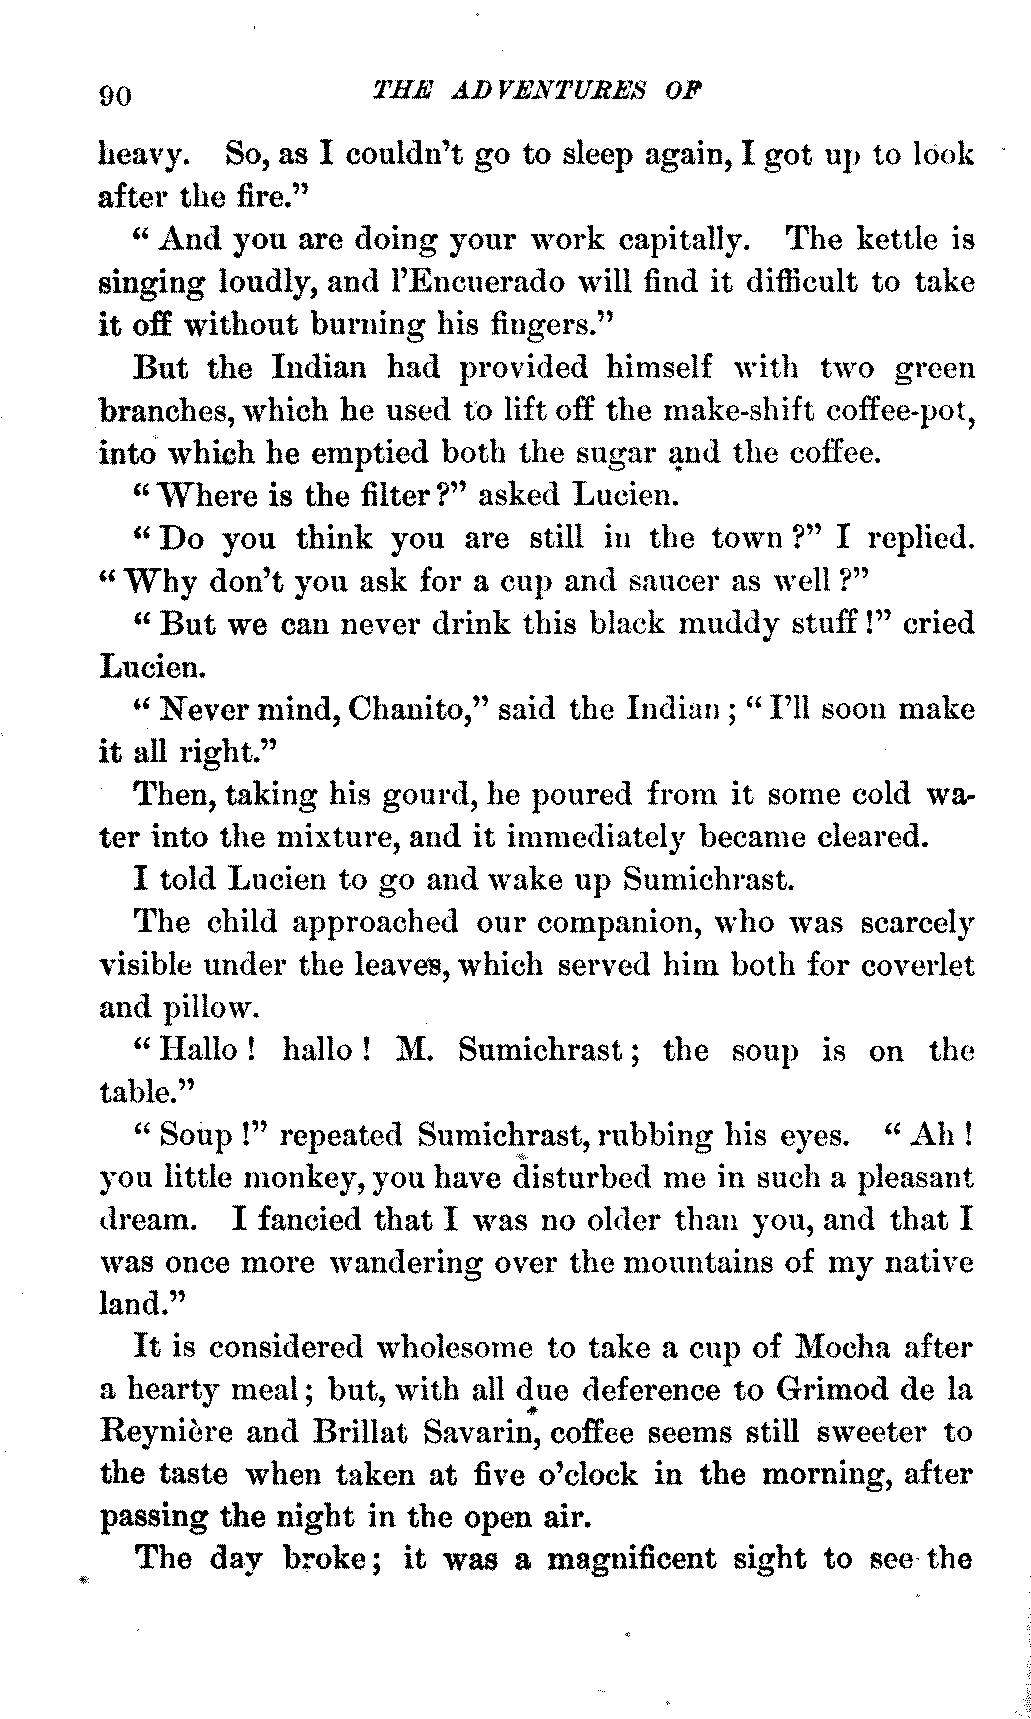 90 THE ADVENTURES OF
heavy. So, as I couldn't go to sleep again, I got up to look
after the fire."
"And you are doing your work capitally. The kettle is
singing loudly, and l'Encuerado will find it difficult to take
it off without burning his fingers."
But the Indian had provided himself with two green
branches, which he used to lift off the make-shift coffee-pot,
into which he emptied both the sugar and the coffee.
"Where is the filter?" asked Lucien.
"Do you think you are still in the town?" I replied.
"Why don't you ask for a cup and saucer as well?"
"But we can never drink this black muddy stuff!" cried
Lucien.
"Never mind, Chanito," said the Indian; "I'll soon make
it all right."
Then, taking his gourd, he poured from it some cold wa-
ter into the mixture, and it immediately became cleared.
I told Lucien to go and wake up Sumichrast.
The child approached our companion, who was scarcely
visible under the leaves, which served him both for coverlet
and pillow.
"Hallo! hallo! M. Sumichrast; the soup is on the
table."
"Soup!" repeated Sumichrast, rubbing his eyes. "Ah!
you little monkey, you have disturbed me in such a pleasant
dream. I fancied that I was no older than you, and that I
was once more wandering over the mountains of my native
land."
It is considered wholesome to take a cup of Mocha after
a hearty meal; but, with all due deference to Grimod de la
Reynière and Brillat Savarin, coffee seems still sweeter to
the taste when taken at five o'clock in the morning, after
passing the night in the open air.
The day broke; it was a magnificent sight to see the